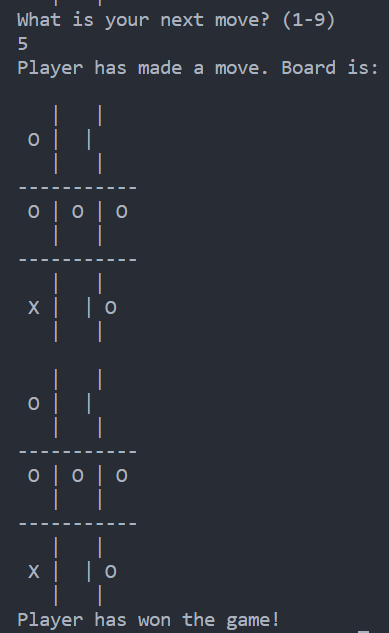 What is your next move? (1-9)
5
Player has made a move. Board is:
   |   |
 O |  |
   |   |
-----------
 O | O | O
   |   |
-----------
   |   |
 X |  | O
   |   |
   |   |
 O |  |
   |   |
-----------
 O | O | O
   |   |
-----------
   |   |
 X |  | O
   |   |
Player has won the game!